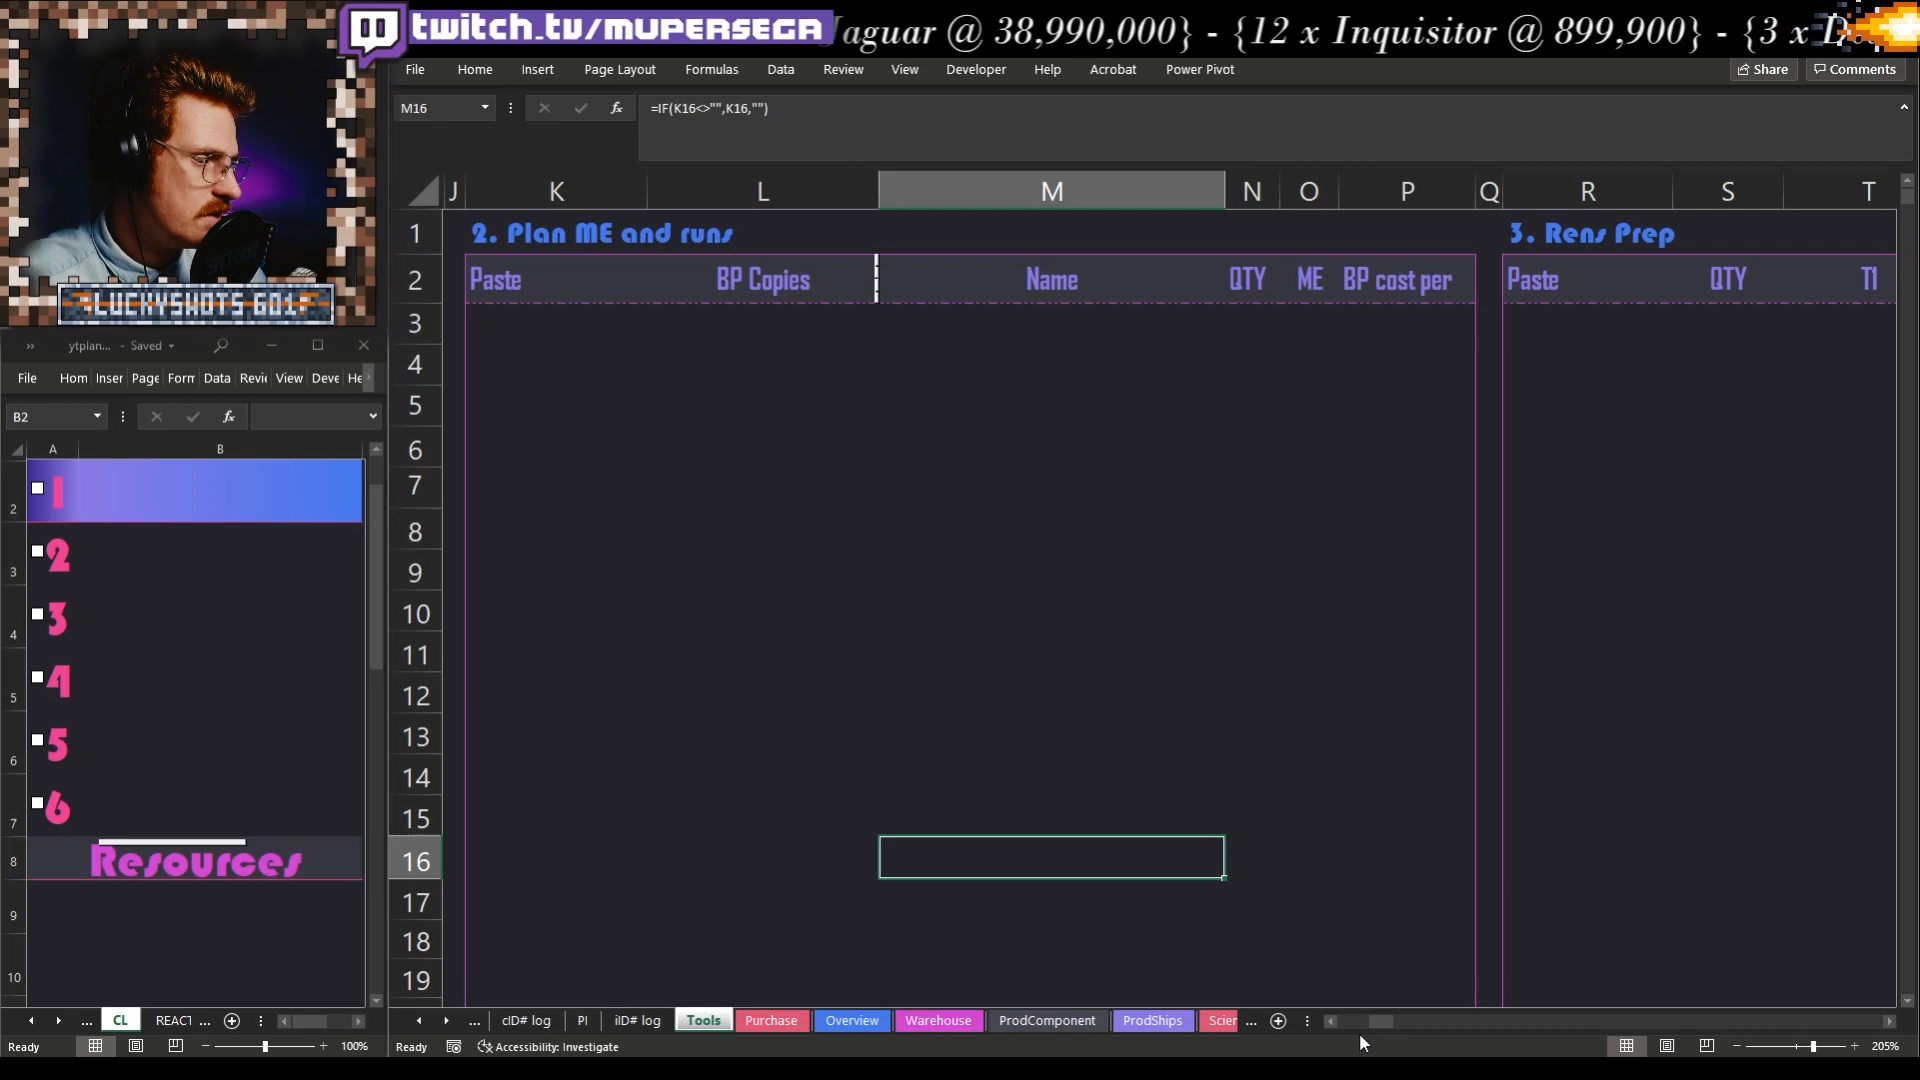 twitch.tv/MUPERSEGA
Jaguar @ 38,990,000} - {12 x Inquisitor @ 899,900} - {3 x
File Home Insert Page Layout Formulas Data Review View Developer Help Acrobat Power Pivot Share Comments
M16 fx =IF(K16<>"",K16,"")
J K L M N O P Q R S T
1 2. Plan ME and runs 3. Rens Prep
2 Paste BP Copies Name QTY ME BP cost per Paste QTY T1
3
4
5
6
7
8
9
10
11
12
13
14
15
16
17
18
19
LUCKYSHOTS GO1
ytplan... - Saved
File Hom Inser Page Form Data Revie View Deve He
B2 fx
A B
2 1
3 2
4 3
5 4
6 5
7 6
8 Resources
9
10
... CL REACT ...
Ready 100%
... cID# log PI iID# log Tools Purchase Overview Warehouse ProdComponent ProdShips Scier ...
Ready Accessibility: Investigate 205%